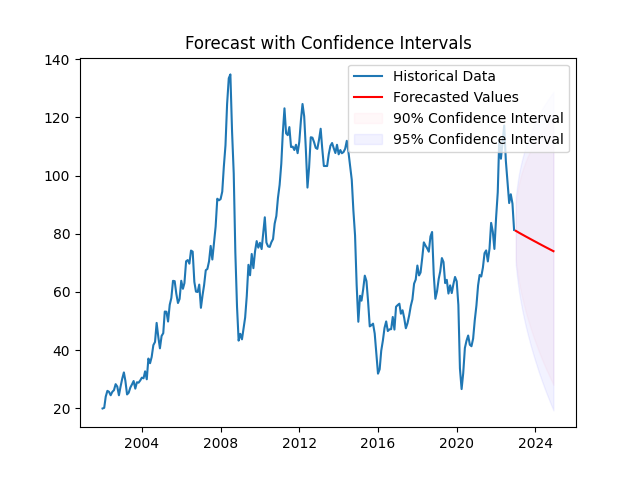 Forecast with Confidence Intervals
Historical Data
Forecasted Values
90% Confidence Interval
95% Confidence Interval
140
120
100
80
60
40
20
2004 2008 2012 2016 2020 2024